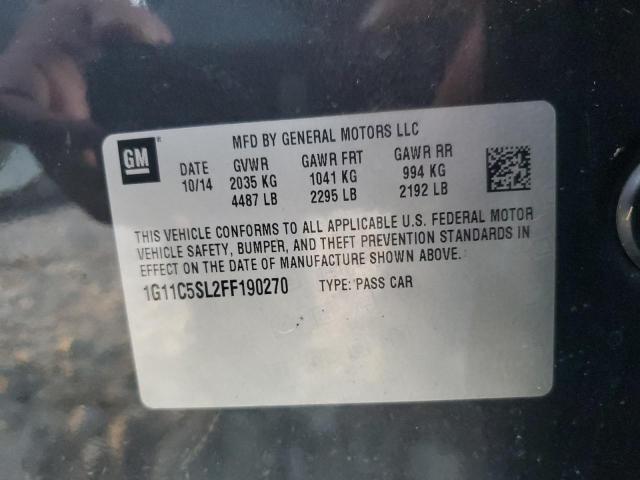 GM
MFD BY GENERAL MOTORS LLC
DATE GVWR GAWR FRT GAWR RR
10/14 2035 KG 1041 KG 994 KG
4487 LB 2295 LB 2192 LB
THIS VEHICLE CONFORMS TO ALL APPLICABLE U.S. FEDERAL MOTOR
VEHICLE SAFETY, BUMPER, AND THEFT PREVENTION STANDARDS IN
EFFECT ON THE DATE OF MANUFACTURE SHOWN ABOVE.
1G11C5SL2FF190270 TYPE: PASS CAR